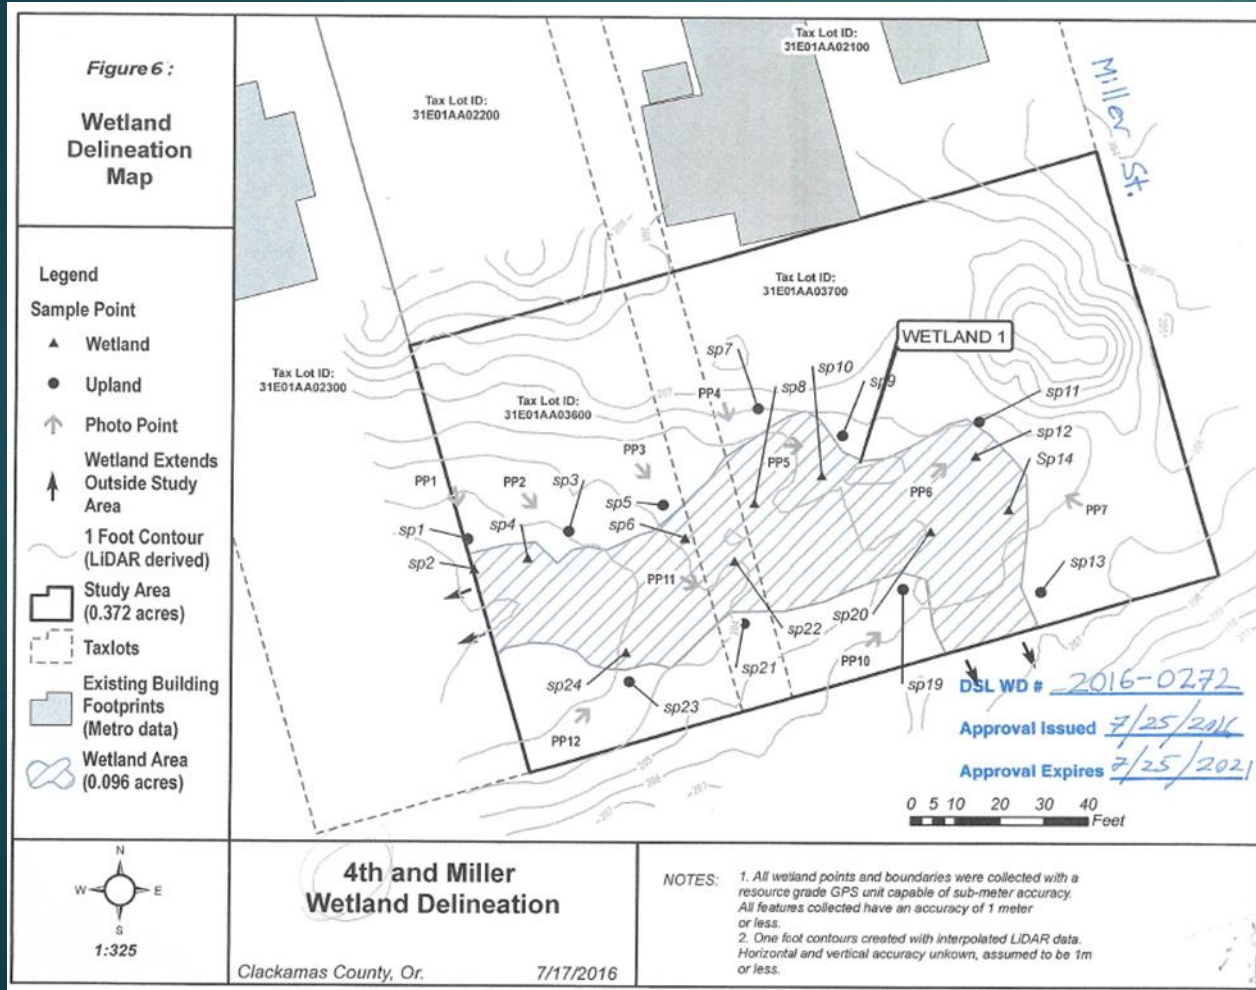 Figure 6 :
Wetland
Delineation
Map
Legend
Sample Point
Wetland
Upland
Photo Point
Wetland Extends
Outside Study
Area
1 Foot Contour
(LiDAR derived)
Study Area
(0.372 acres)
Taxlots
Existing Building
Footprints
(Metro data)
Wetland Area
(0.096 acres)
Tax Lot ID:
31E01AA02100
Tax Lot ID:
31E01AA02200
Miller St.
Tax Lot ID:
31E01AA03700
Tax Lot ID:
31E01AA02300
Tax Lot ID:
31E01AA03600
WETLAND 1
sp7
sp10
sp9
sp8
PP4
sp11
207
sp12
PP3
PP5
Sp14
PP1
PP2
sp3
PP6
sp5
PP7
sp1
sp4
sp6
sp2
PP11
sp13
sp20
sp22
sp21
PP10
sp24
sp19
sp23
PP12
205
206
207
207
207
DSL WD # 2016-0272
Approval Issued 7/25/2016
Approval Expires 7/25/2021
0 5 10 20 30 40
Feet
N
W E
S
1:325
4th and Miller
Wetland Delineation
Clackamas County, Or. 7/17/2016
NOTES: 1. All wetland points and boundaries were collected with a
resource grade GPS unit capable of sub-meter accuracy.
All features collected have an accuracy of 1 meter
or less.
2. One foot contours created with interpolated LiDAR data.
Horizontal and vertical accuracy unkown, assumed to be 1m
or less.